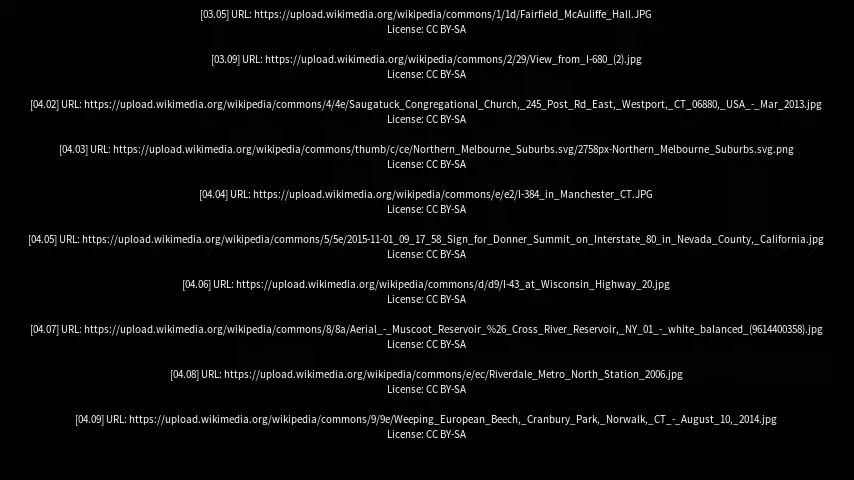 [03.05] URL: https://upload.wikimedia.org/wikipedia/commons/1/1d/Fairfield_McAuliffe_Hall.JPG
License: CC BY-SA
[03.09] URL: https://upload.wikimedia.org/wikipedia/commons/2/29/View_from_I-680_(2).jpg
License: CC BY-SA
[04.02] URL: https://upload.wikimedia.org/wikipedia/commons/4/4e/Saugatuck_Congregational_Church,_245_Post_Rd_East,_Westport,_CT_06880,_USA_-_Mar_2013.jpg
License: CC BY-SA
[04.03] URL: https://upload.wikimedia.org/wikipedia/commons/thumb/c/ce/Northern_Melbourne_Suburbs.svg/2758px-Northern_Melbourne_Suburbs.svg.png
License: CC BY-SA
[04.04] URL: https://upload.wikimedia.org/wikipedia/commons/e/e2/I-384_in_Manchester_CT.JPG
License: CC BY-SA
[04.05] URL: https://upload.wikimedia.org/wikipedia/commons/5/5e/2015-11-01_09_17_58_Sign_for_Donner_Summit_on_Interstate_80_in_Nevada_County,_California.jpg
License: CC BY-SA
[04.06] URL: https://upload.wikimedia.org/wikipedia/commons/d/d9/I-43_at_Wisconsin_Highway_20.jpg
License: CC BY-SA
[04.07] URL: https://upload.wikimedia.org/wikipedia/commons/8/8a/Aerial_-_Muscoot_Reservoir_%26_Cross_River_Reservoir,_NY_01_-_white_balanced_(9614400358).jpg
License: CC BY-SA
[04.08] URL: https://upload.wikimedia.org/wikipedia/commons/e/ec/Riverdale_Metro_North_Station_2006.jpg
License: CC BY-SA
[04.09] URL: https://upload.wikimedia.org/wikipedia/commons/9/9e/Weeping_European_Beech,_Cranbury_Park,_Norwalk,_CT_-_August_10,_2014.jpg
License: CC BY-SA